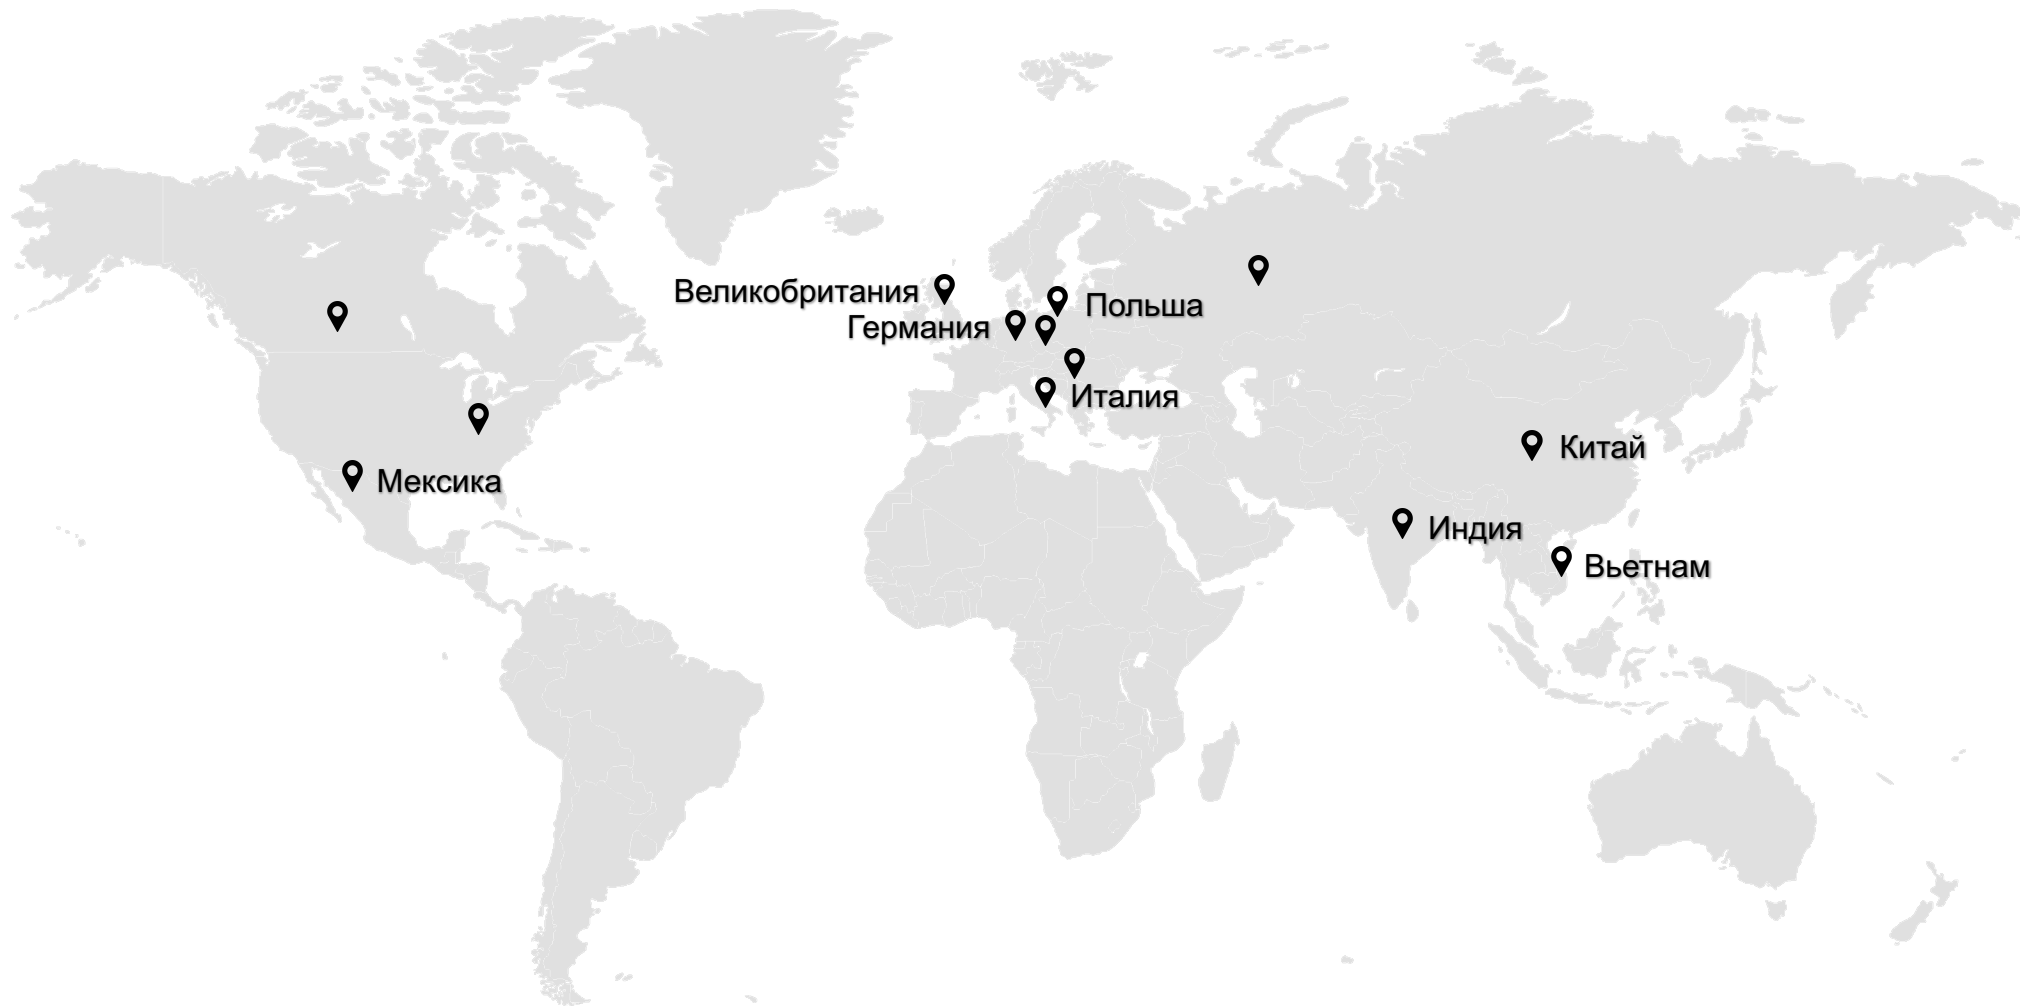 Великобритания
Польша
Германия
Италия
Китай
Мексика
Индия
Вьетнам